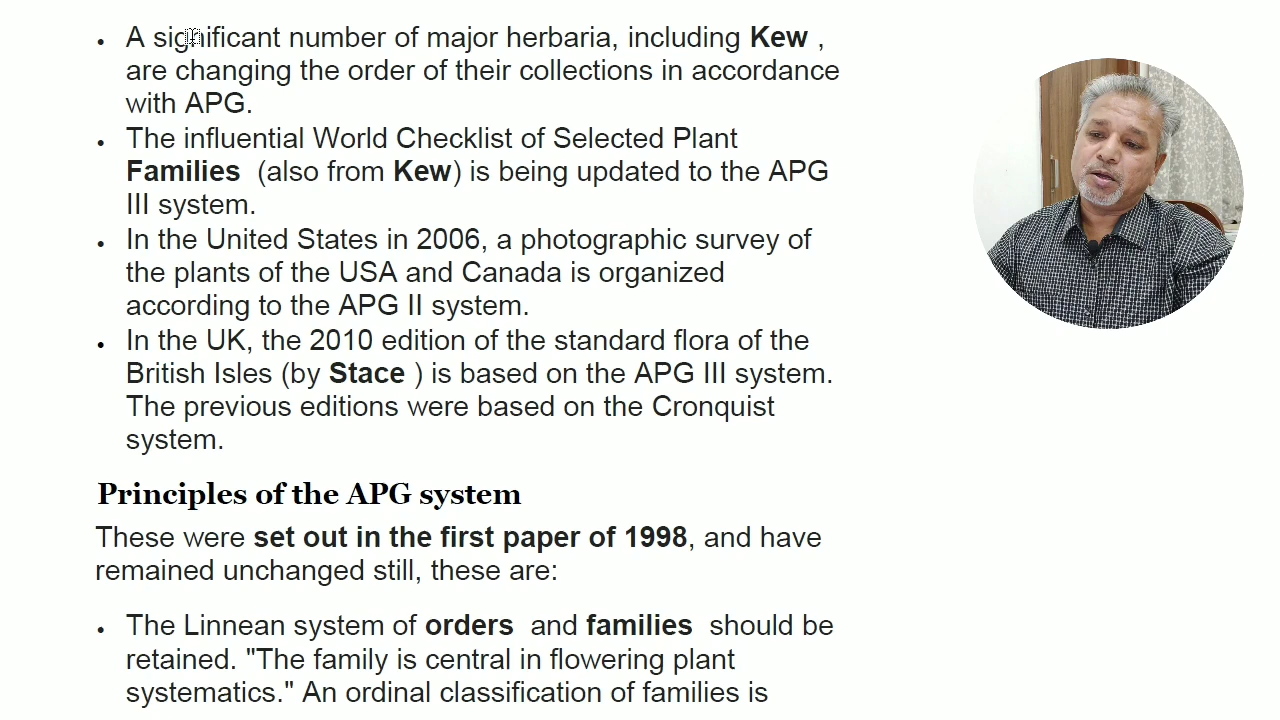 • A significant number of major herbaria, including Kew ,
are changing the order of their collections in accordance
with APG.
• The influential World Checklist of Selected Plant
Families (also from Kew) is being updated to the APG
III system.
• In the United States in 2006, a photographic survey of
the plants of the USA and Canada is organized
according to the APG II system.
• In the UK, the 2010 edition of the standard flora of the
British Isles (by Stace ) is based on the APG III system.
The previous editions were based on the Cronquist
system.
Principles of the APG system
These were set out in the first paper of 1998, and have
remained unchanged still, these are:
• The Linnean system of orders and families should be
retained. "The family is central in flowering plant
systematics." An ordinal classification of families is